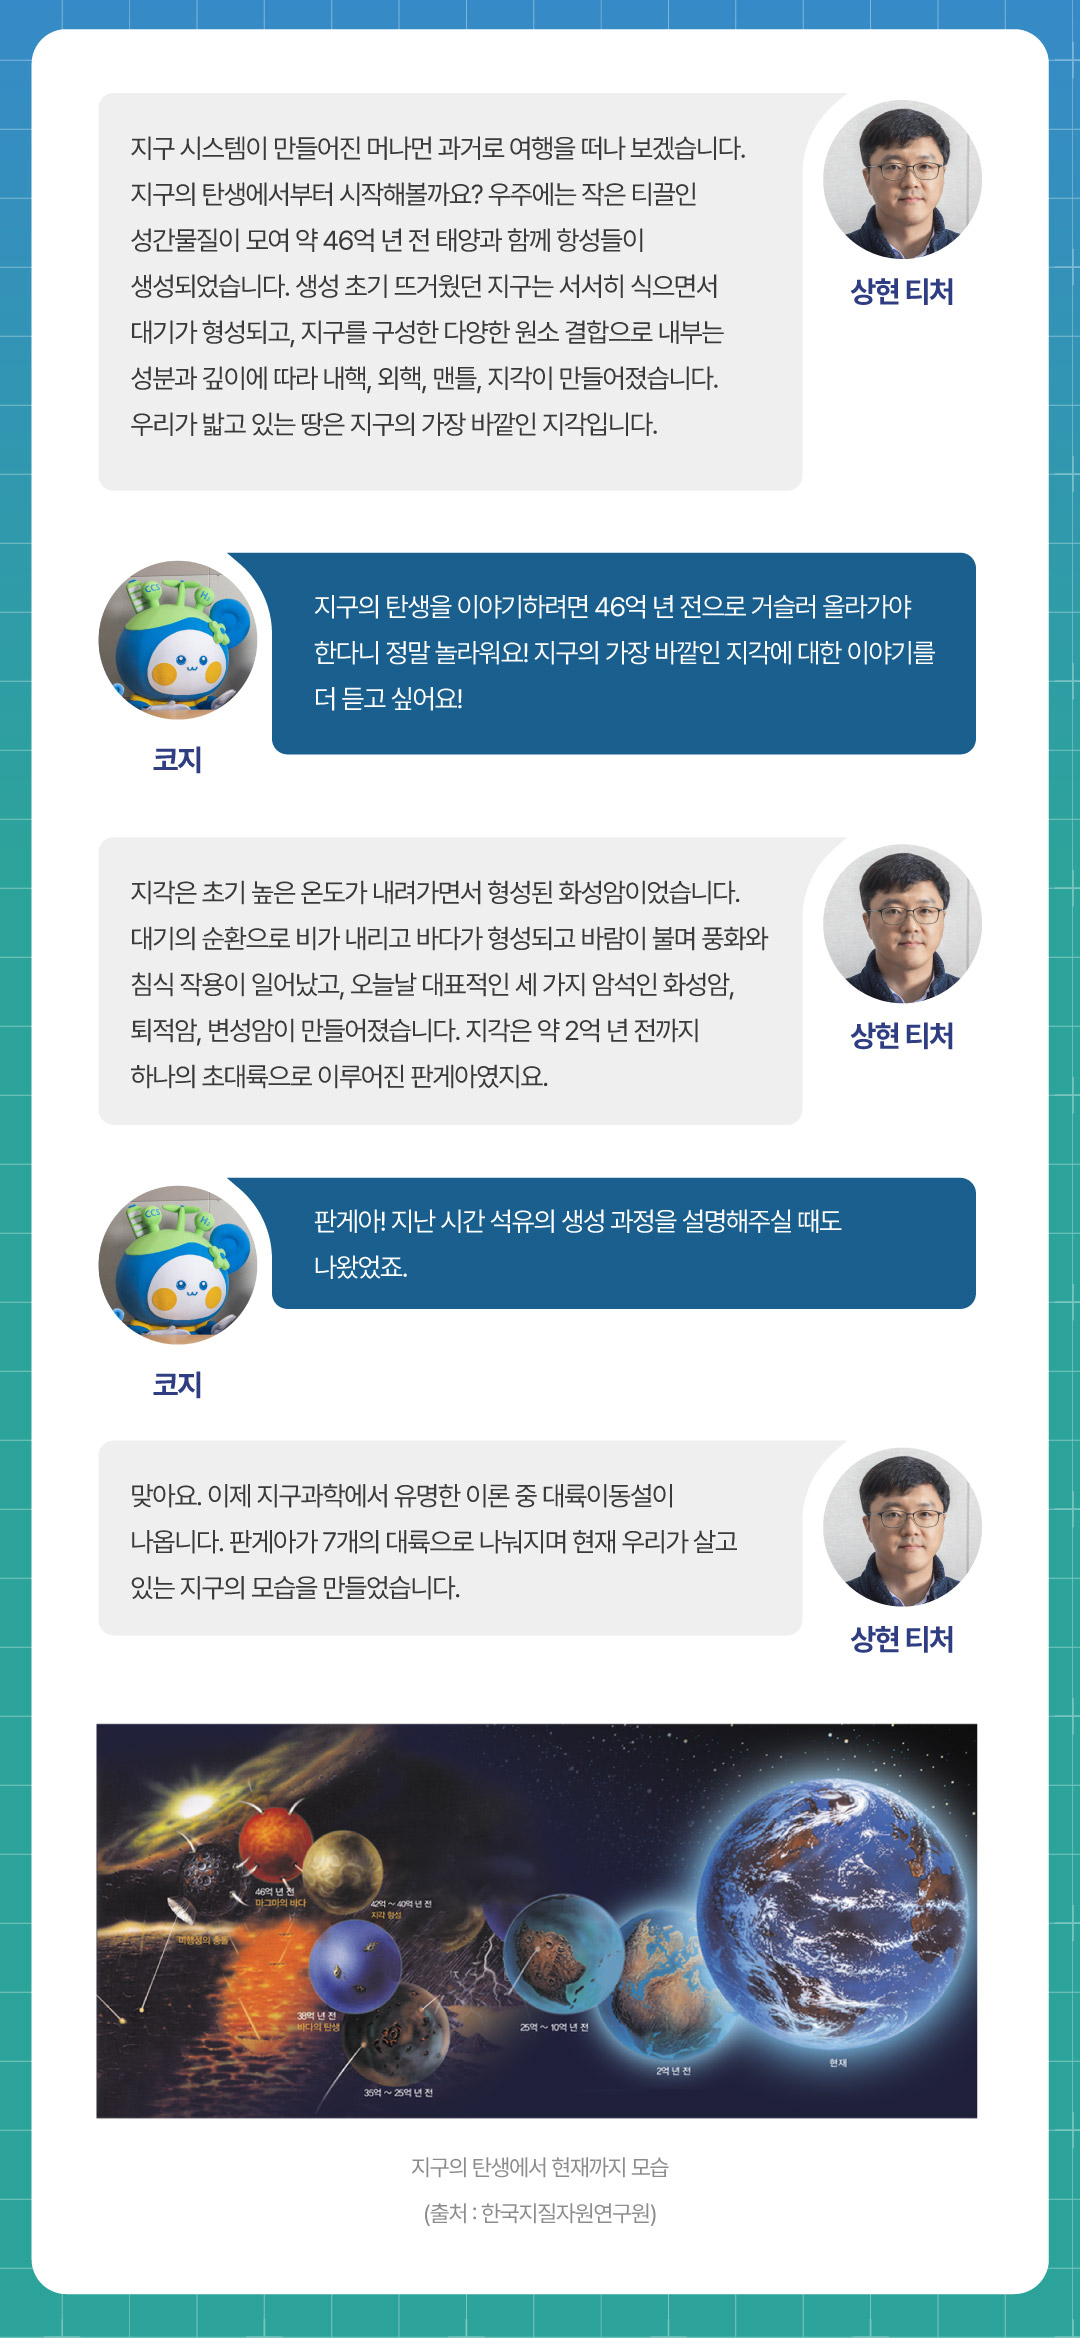 지구 시스템이 만들어진 머나먼 과거로 여행을 떠나 보겠습니다.
지구의 탄생에서부터 시작해볼까요? 우주에는 작은 티끌인
성간물질이 모여 약 46억 년 전 태양과 함께 항성들이
생성되었습니다. 생성 초기 뜨거웠던 지구는 서서히 식으면서
대기가 형성되고, 지구를 구성한 다양한 원소 결합으로 내부는
성분과 깊이에 따라 내핵, 외핵, 맨틀, 지각이 만들어졌습니다.
우리가 밟고 있는 땅은 지구의 가장 바깥인 지각입니다.
상현 티처
CCS
H₂
지구의 탄생을 이야기하려면 46억 년 전으로 거슬러 올라가야
한다니 정말 놀라워요! 지구의 가장 바깥인 지각에 대한 이야기를
더 듣고 싶어요!
코지
지각은 초기 높은 온도가 내려가면서 형성된 화성암이었습니다.
대기의 순환으로 비가 내리고 바다가 형성되고 바람이 불며 풍화와
침식 작용이 일어났고, 오늘날 대표적인 세 가지 암석인 화성암,
퇴적암, 변성암이 만들어졌습니다. 지각은 약 2억 년 전까지
하나의 초대륙으로 이루어진 판게아였지요.
상현 티처
CCS
H₂
판게아! 지난 시간 석유의 생성 과정을 설명해주실 때도
나왔었죠.
코지
맞아요. 이제 지구과학에서 유명한 이론 중 대륙이동설이
나옵니다. 판게아가 7개의 대륙으로 나눠지며 현재 우리가 살고
있는 지구의 모습을 만들었습니다.
상현 티처
46억 년 전
마그마의 바다
42억 ~ 40억 년 전
지각 형성
미행성의 충돌
38억 년 전
바다의 탄생
35억 ~ 25억 년 전
25억 ~ 10억 년 전
2억 년 전
현재
지구의 탄생에서 현재까지 모습
(출처 : 한국지질자원연구원)